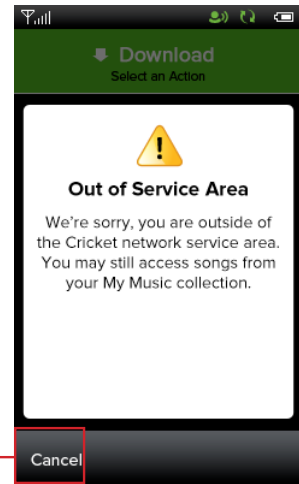 Download
Select an Action
Out of Service Area
We're sorry, you are outside of
the Cricket network service area.
You may still access songs from
your My Music collection.
Cancel